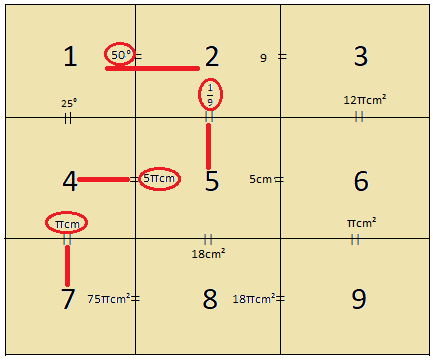 1 50° = 2 9 = 3
25° = 1/9 = 12πcm² =
4 = 5πcm 5 5cm = 6
πcm = = πcm² =
18cm²
7 75πcm² = 8 18πcm² = 9